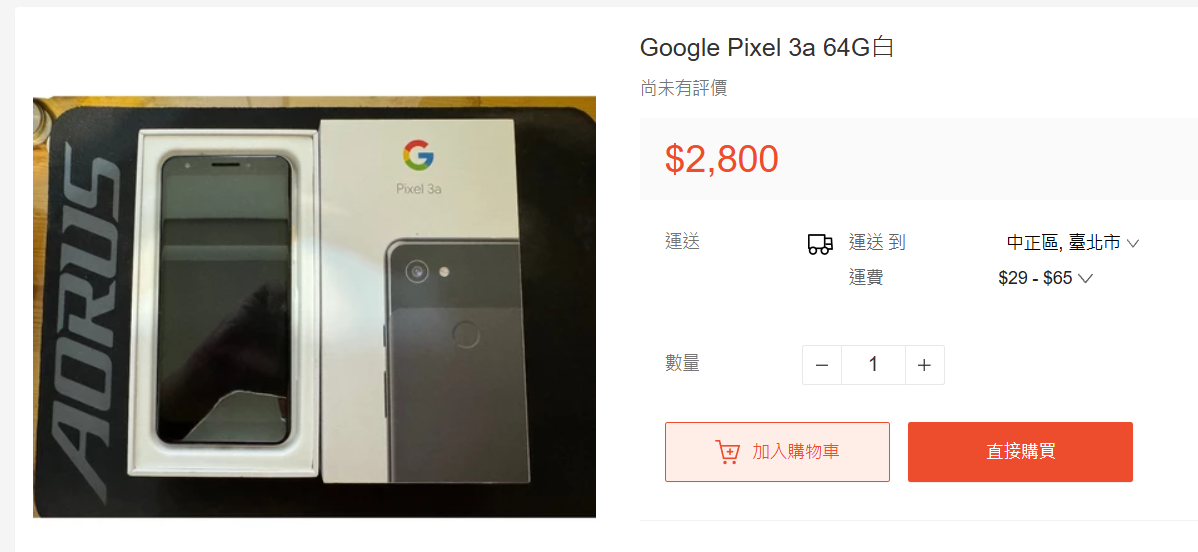 Google Pixel 3a 64G白
尚未有評價
$2,800
運送
運送 到
中正區, 臺北市
運費
$29 - $65
數量
1
加入購物車
直接購買
AORUS
G
Pixel 3a